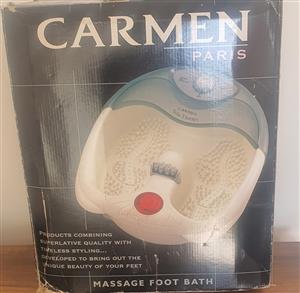 CARMEN
PARIS
CARMEN
PRODUCTS COMBINING
SUPERLATIVE QUALITY WITH
TIMELESS STYLING...
DEVELOPED TO BRING OUT THE
UNIQUE BEAUTY OF YOUR FEET
MASSAGE FOOT BATH